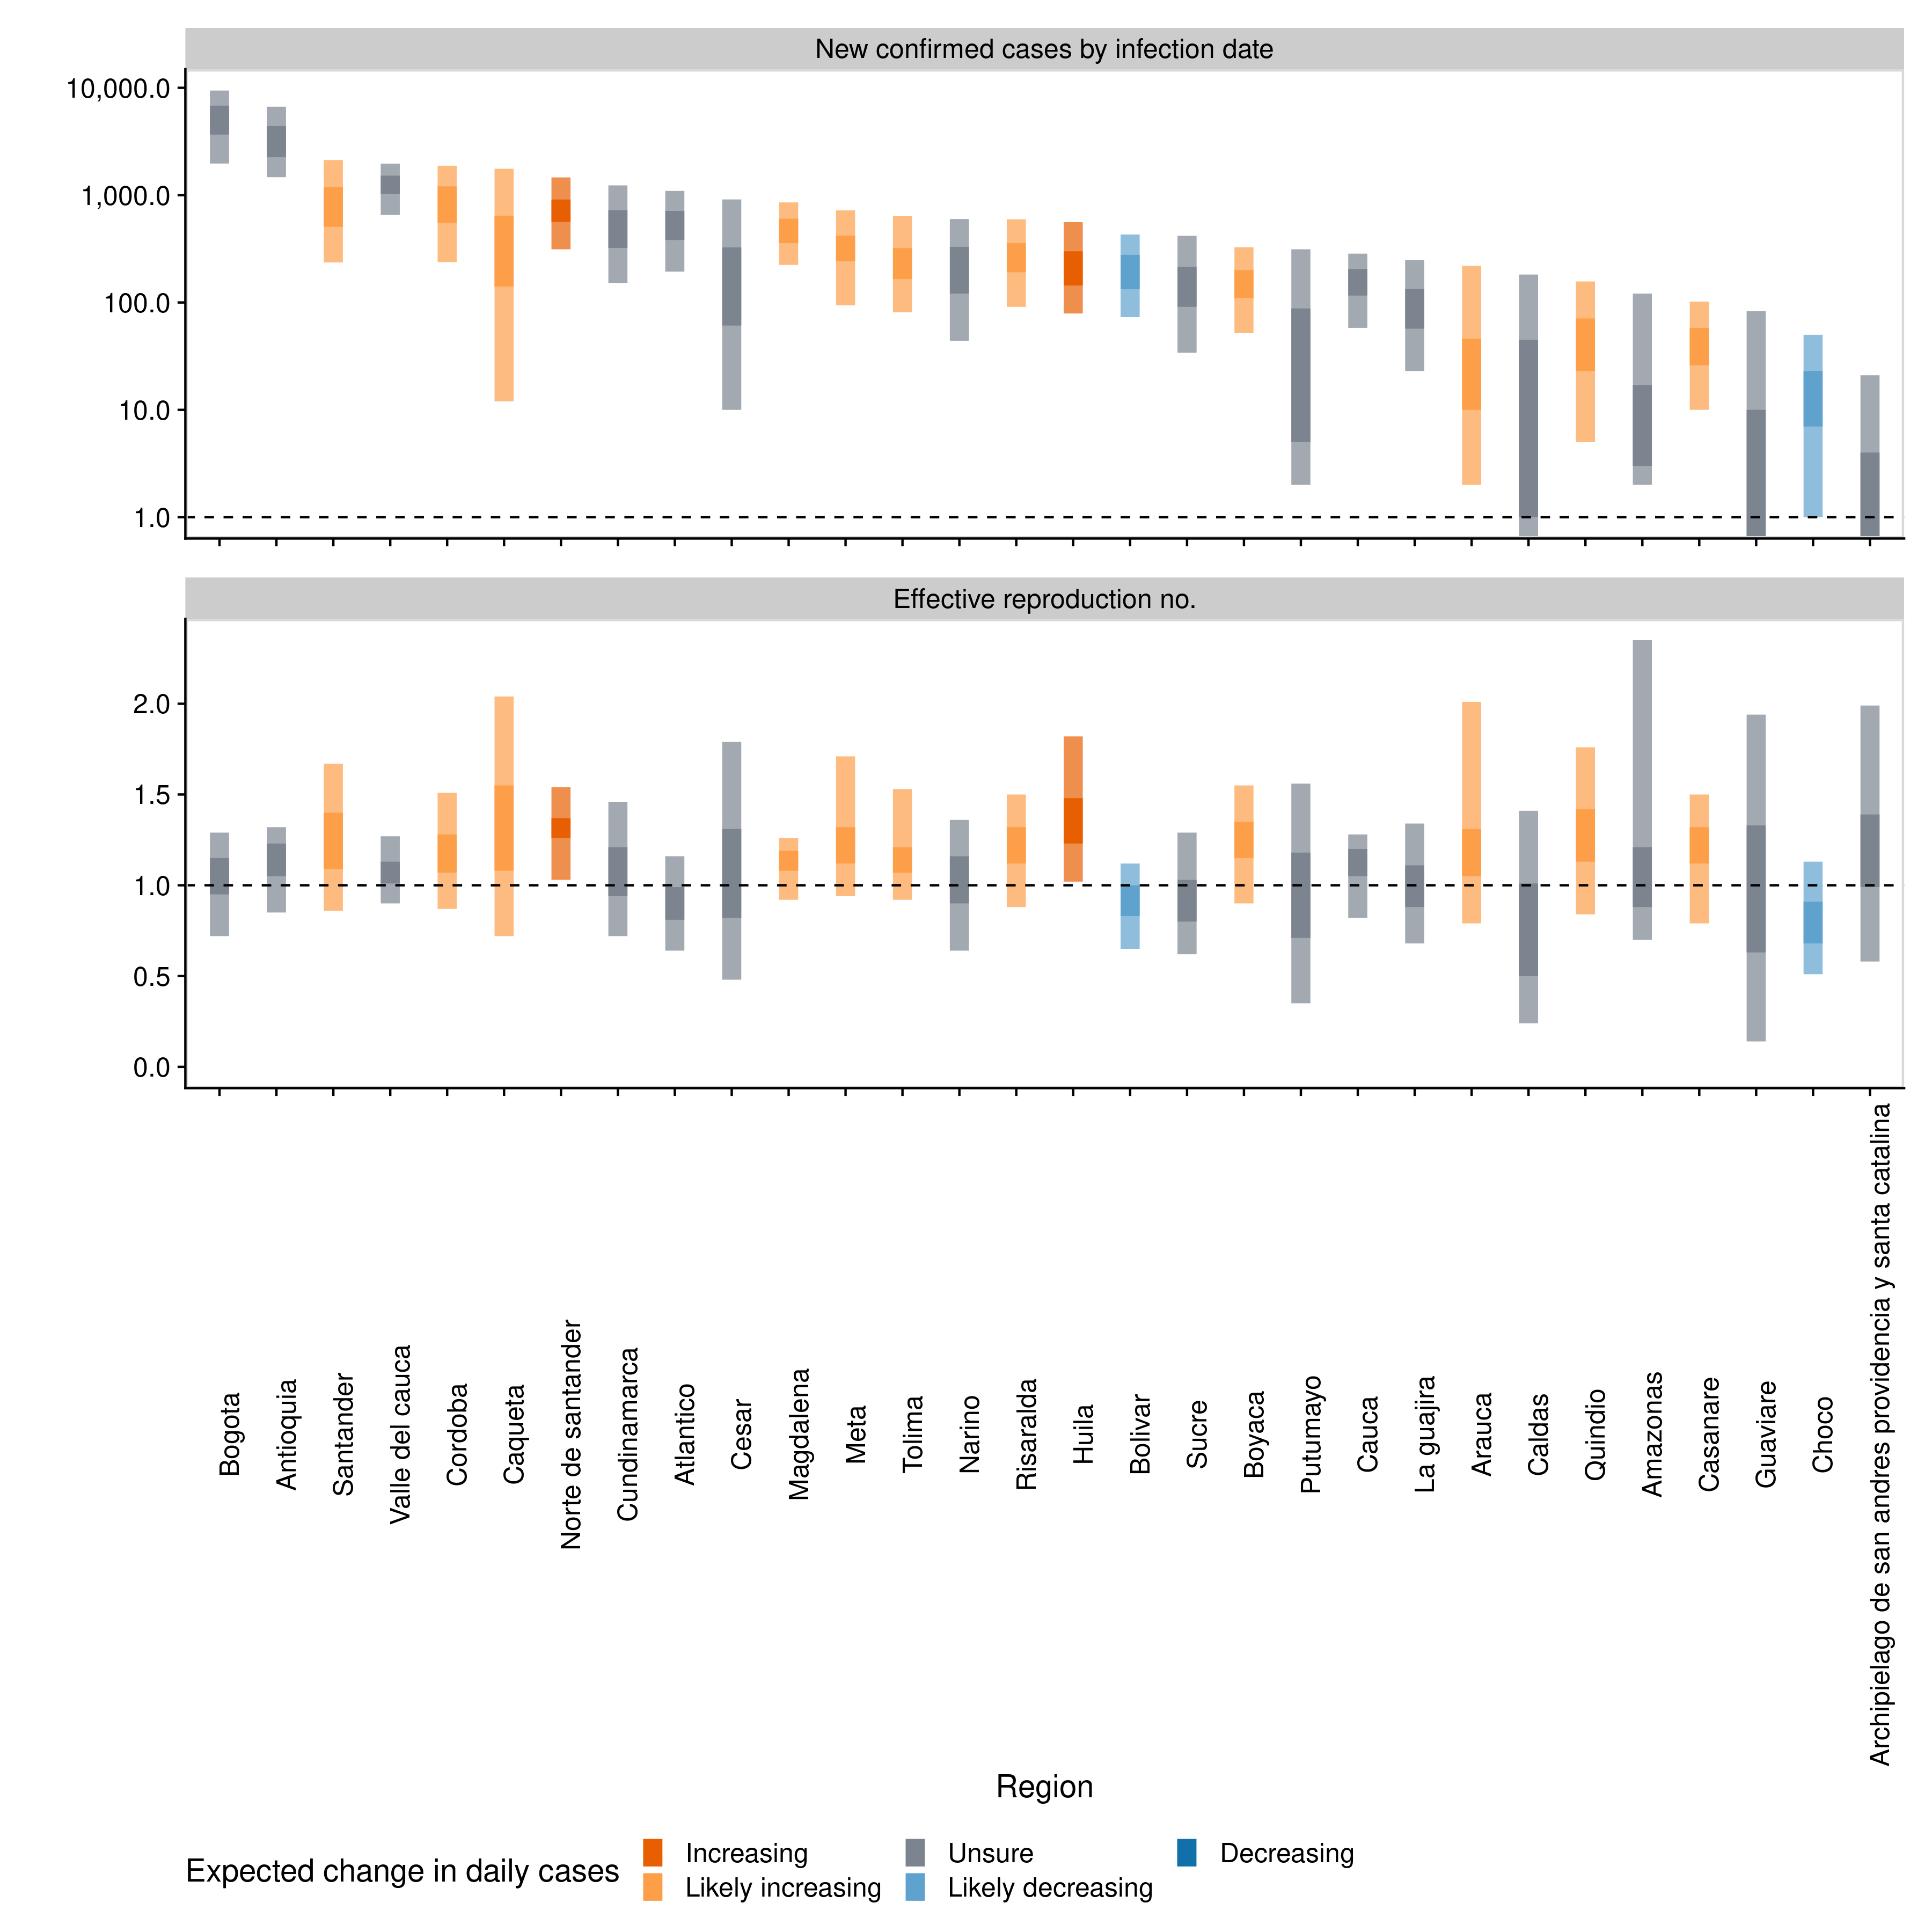 New confirmed cases by infection date
10,000.0
1,000.0
100.0
10.0
1.0
Effective reproduction no.
2.0
1.5
1.0
0.5
0.0
Bogota
Antioquia
Santander
Valle del cauca
Cordoba
Caqueta
Norte de santander
Cundinamarca
Atlantico
Cesar
Magdalena
Meta
Tolima
Narino
Risaralda
Huila
Bolivar
Sucre
Boyaca
Putumayo
Cauca
La guajira
Arauca
Caldas
Quindio
Amazonas
Casanare
Guaviare
Choco
Archipielago de san andres providencia y santa catalina
Region
Expected change in daily cases
Increasing
Unsure
Decreasing
Likely increasing
Likely decreasing